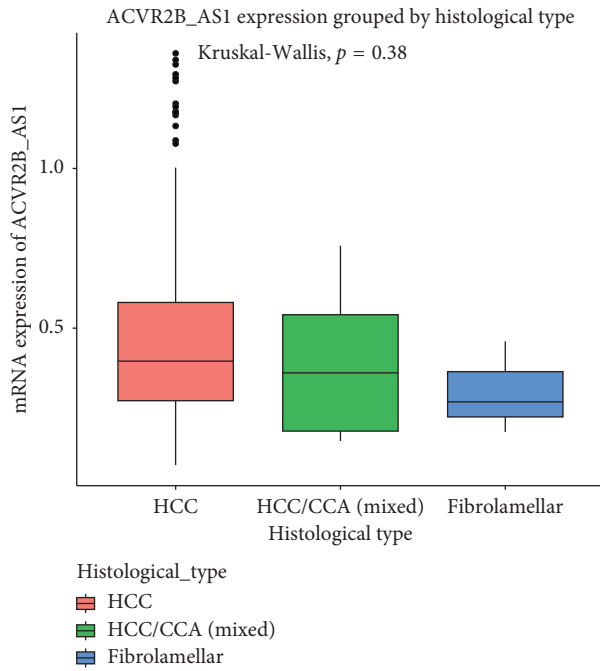 ACVR2B_AS1 expression grouped by histological type
Kruskal-Wallis, p = 0.38
mRNA expression of ACVR2B_AS1
1.0
0.5
HCC
HCC/CCA (mixed)
Fibrolamellar
Histological type
Histological_type
HCC
HCC/CCA (mixed)
Fibrolamellar